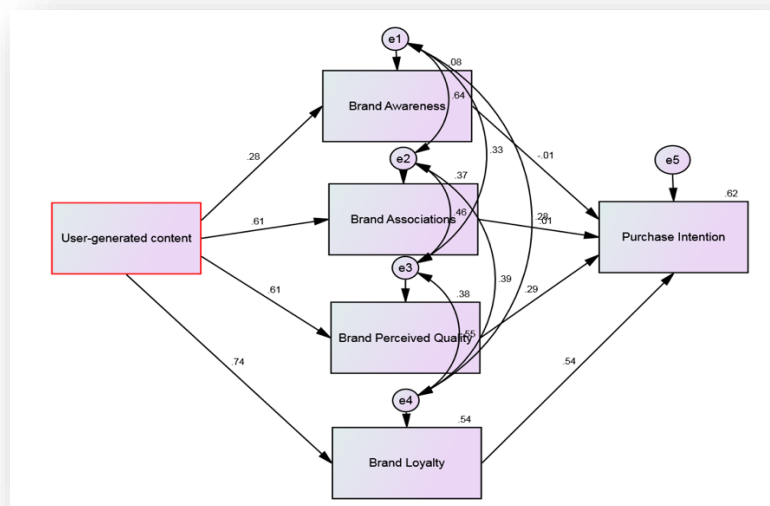 e1
.08
Brand Awareness
.64
.33
-.01
e5
e2
.28
.37
.62
User-generated content
.61
Brand Associations
.46
.28
.01
Purchase Intention
e3
.61
.39
.38
.29
Brand Perceived Quality
.55
.74
.54
e4
.54
Brand Loyalty